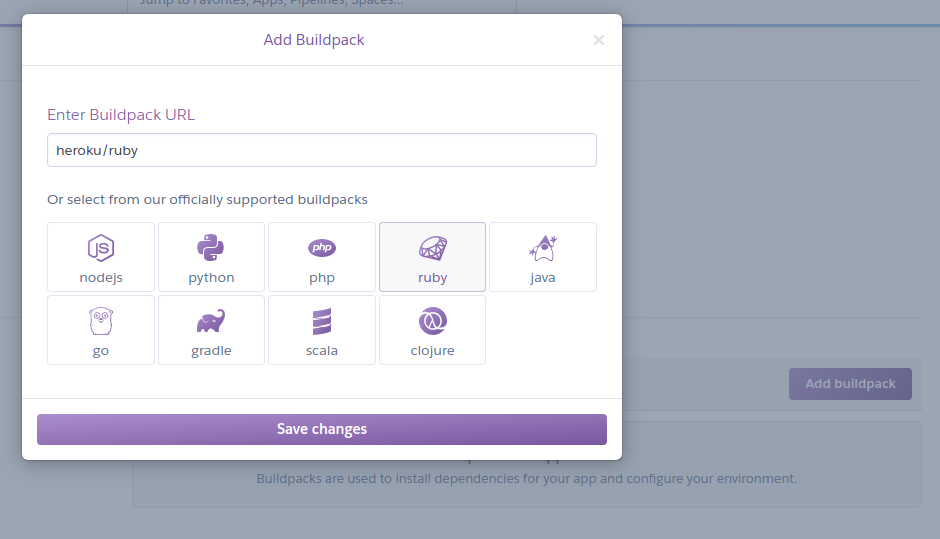 Jump to Favorites, Apps, Pipelines, Spaces...
Add Buildpack
×
Enter Buildpack URL
heroku/ruby
Or select from our officially supported buildpacks
JS
php
nodejs
python
php
ruby
java
go
gradle
scala
clojure
Add buildpack
Save changes
Buildpacks are used to install dependencies for your app and configure your environment.